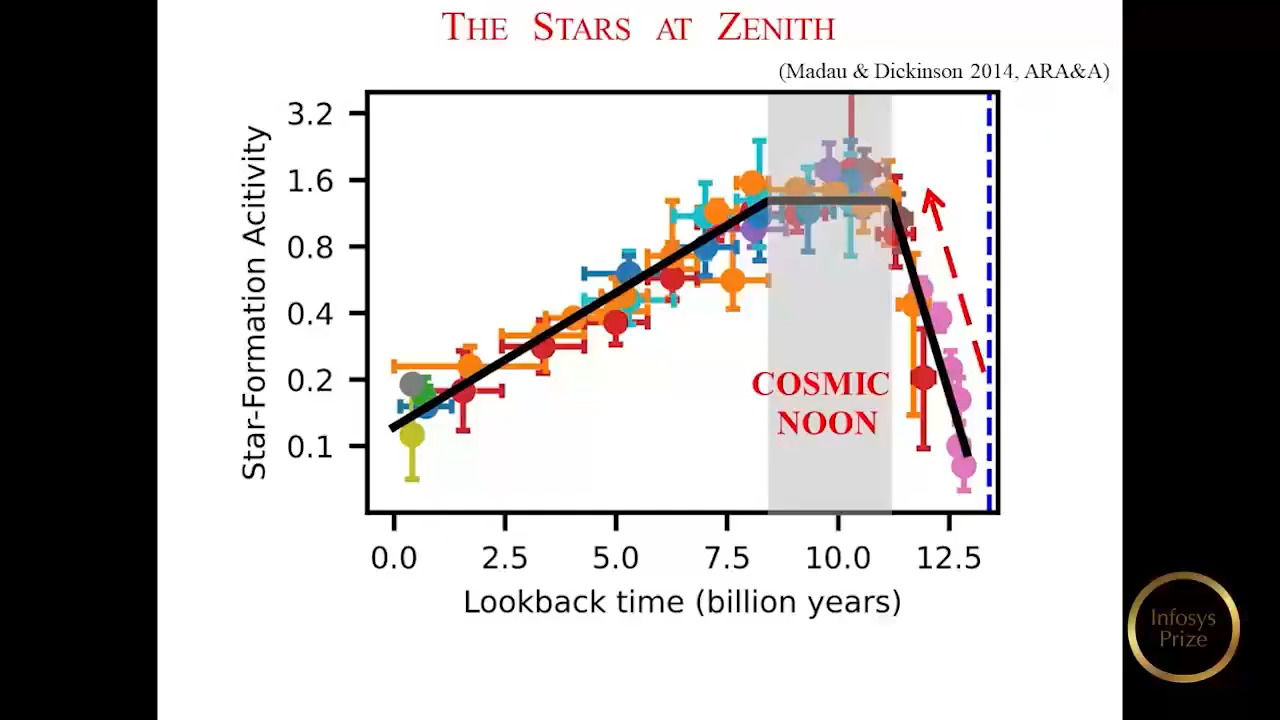 THE STARS AT ZENITH
(Madau & Dickinson 2014, ARA&A)
Star-Formation Acitivity
3.2
1.6
0.8
0.4
0.2
0.1
COSMIC
NOON
0.0 2.5 5.0 7.5 10.0 12.5
Lookback time (billion years)
Infosys
Prize